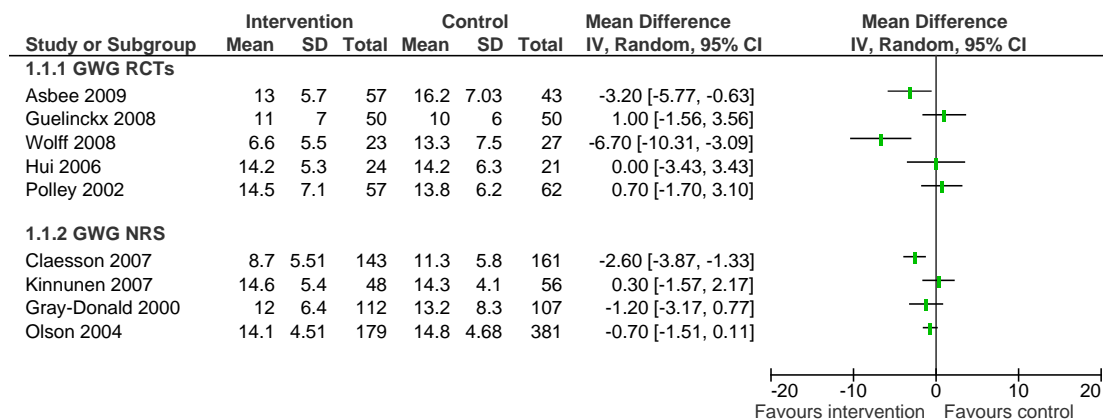 Intervention Control Mean Difference Mean Difference
Study or Subgroup Mean SD Total Mean SD Total IV, Random, 95% CI IV, Random, 95% CI
1.1.1 GWG RCTs
Asbee 2009 13 5.7 57 16.2 7.03 43 -3.20 [-5.77, -0.63]
Guelinckx 2008 11 7 50 10 6 50 1.00 [-1.56, 3.56]
Wolff 2008 6.6 5.5 23 13.3 7.5 27 -6.70 [-10.31, -3.09]
Hui 2006 14.2 5.3 24 14.2 6.3 21 0.00 [-3.43, 3.43]
Polley 2002 14.5 7.1 57 13.8 6.2 62 0.70 [-1.70, 3.10]
1.1.2 GWG NRS
Claesson 2007 8.7 5.51 143 11.3 5.8 161 -2.60 [-3.87, -1.33]
Kinnunen 2007 14.6 5.4 48 14.3 4.1 56 0.30 [-1.57, 2.17]
Gray-Donald 2000 12 6.4 112 13.2 8.3 107 -1.20 [-3.17, 0.77]
Olson 2004 14.1 4.51 179 14.8 4.68 381 -0.70 [-1.51, 0.11]
-20 -10 0 10 20
Favours intervention Favours control